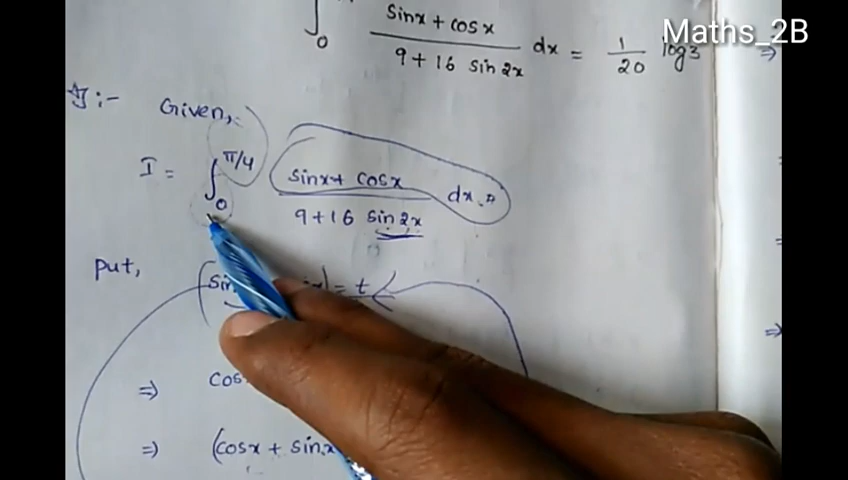 Maths_2B
∫₀ (sinx + cosx)/(9 + 16 sin2x) dx = 1/20 log3 ⇒
Given,
I = ∫₀^(π/4) (sinx + cosx)/(9 + 16 sin2x) dx
put, = t
⇒ cos
⇒ (cosx + sinx